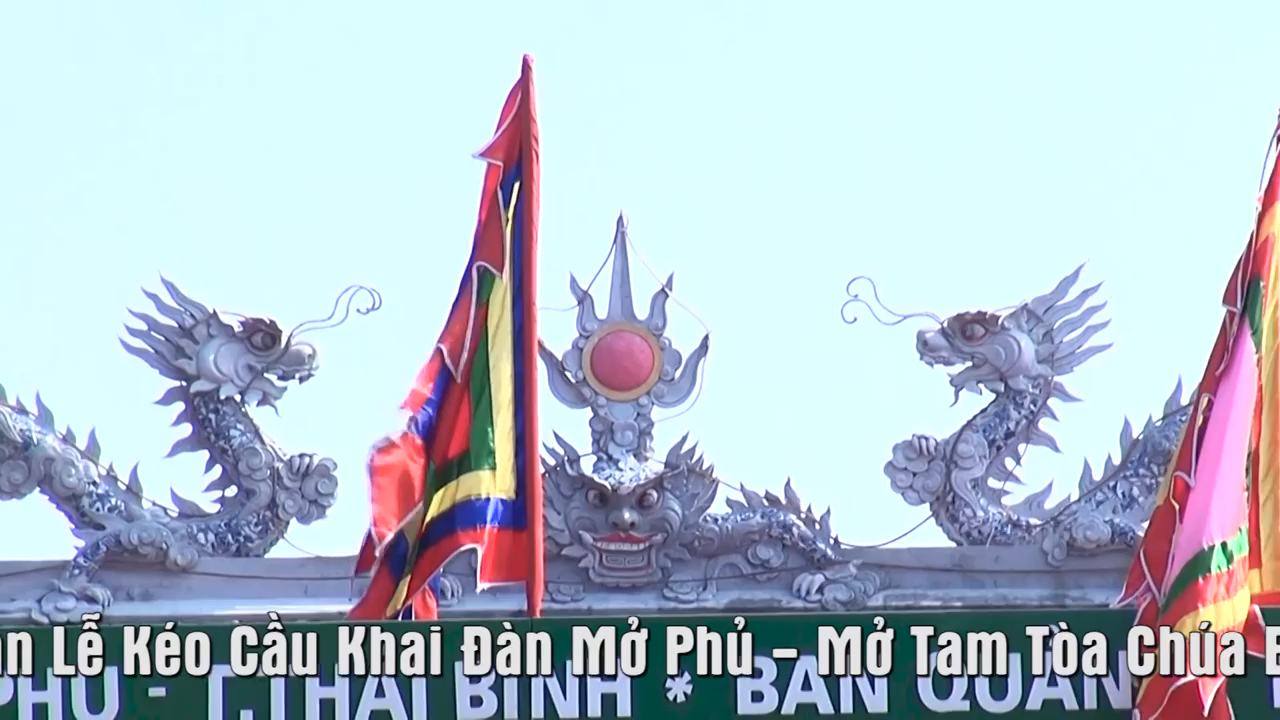 Lễ Kéo Cầu Khai Đàn Mở Phủ – Mở Tam Tòa Chúa
PHỦ - T.THÁI BÌNH * BAN QUẢN